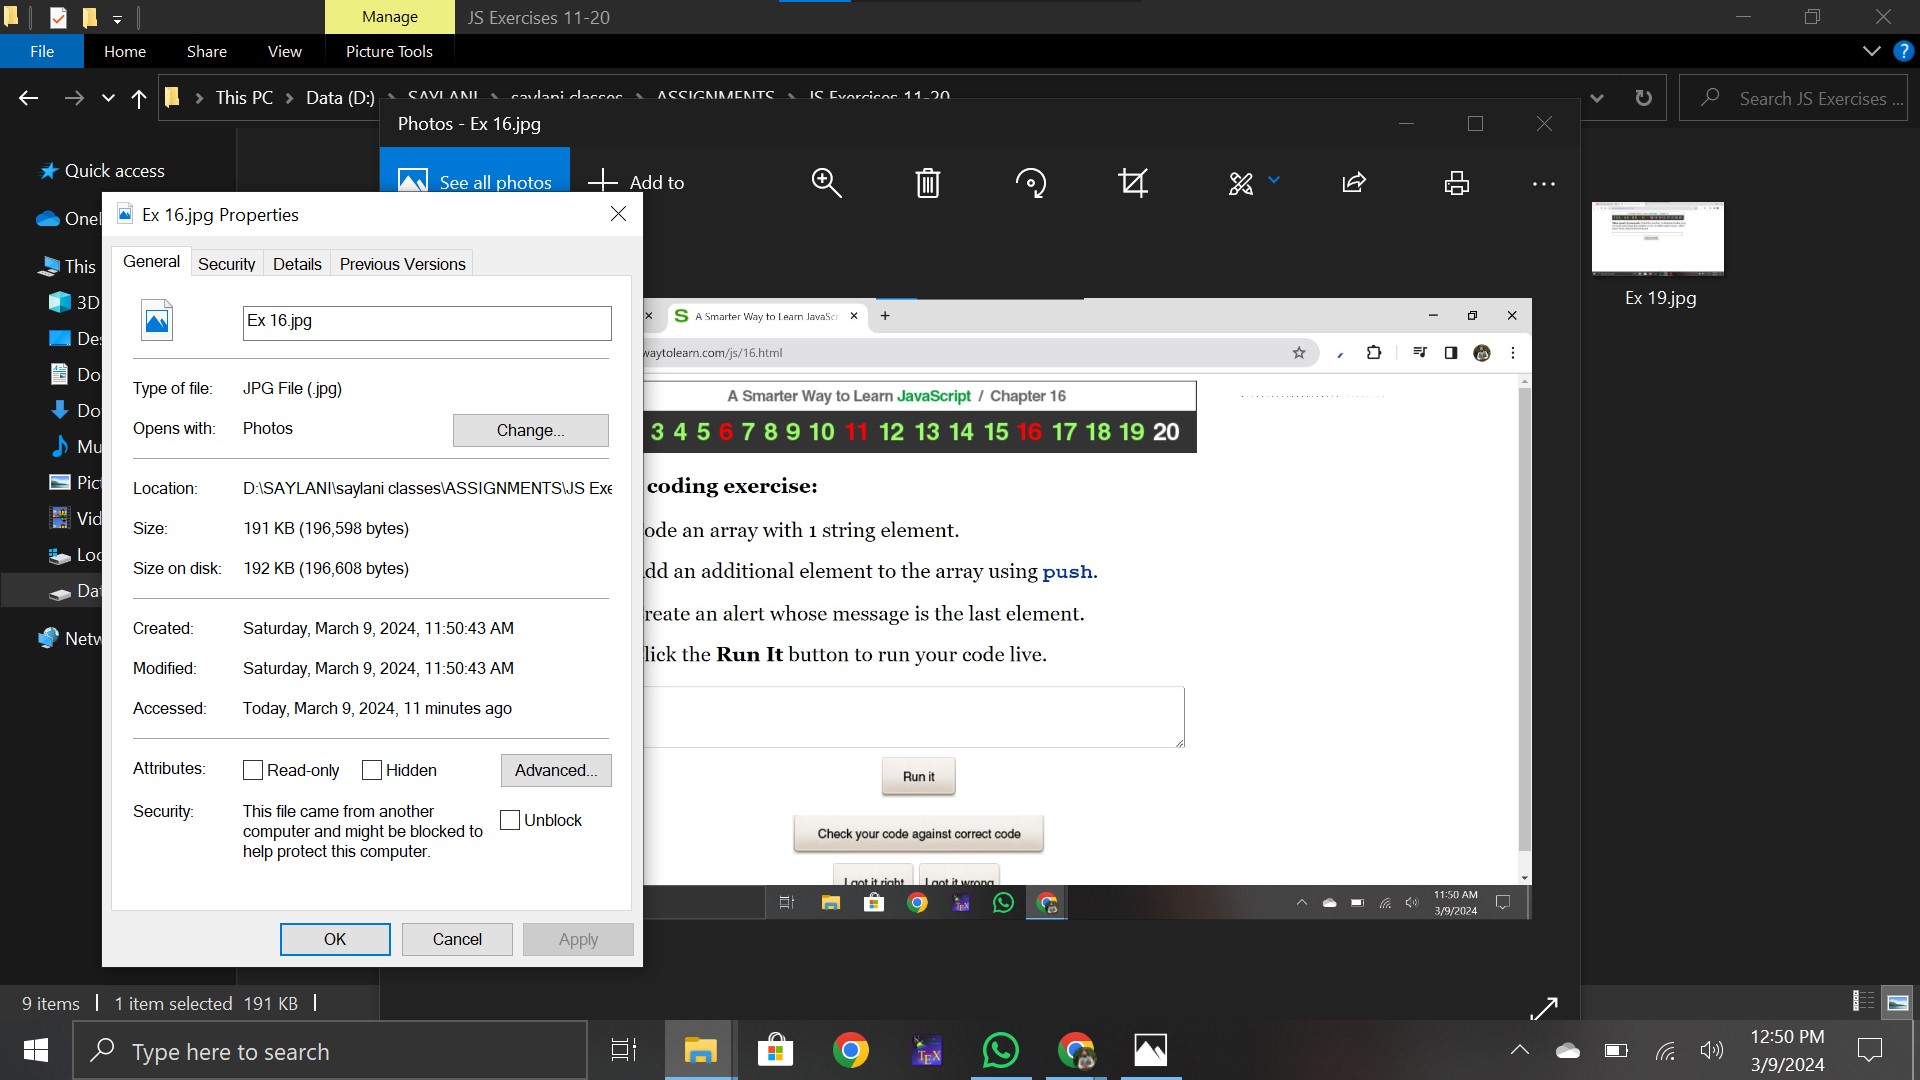 Manage
JS Exercises 11-20
File
Home
Share
View
Picture Tools
This PC
Data (D:)
SAYLANI
saylani classes
ASSIGNMENTS
JS Exercises 11-20
Search JS Exercises ...
Photos - Ex 16.jpg
See all photos
Add to
Quick access
This
3D
Netw
Ex 19.jpg
Ex 16.jpg Properties
General
Security
Details
Previous Versions
Ex 16.jpg
Type of file: JPG File (.jpg)
Opens with: Photos
Change...
Location: D:\SAYLANI\saylani classes\ASSIGNMENTS\JS Exe
Size: 191 KB (196,598 bytes)
Size on disk: 192 KB (196,608 bytes)
Created: Saturday, March 9, 2024, 11:50:43 AM
Modified: Saturday, March 9, 2024, 11:50:43 AM
Accessed: Today, March 9, 2024, 11 minutes ago
Attributes: Read-only Hidden
Advanced...
Security: This file came from another
computer and might be blocked to
help protect this computer.
Unblock
OK
Cancel
Apply
A Smarter Way to Learn JavaSc
waytolearn.com/js/16.html
A Smarter Way to Learn JavaScript / Chapter 16
3 4 5 6 7 8 9 10 11 12 13 14 15 16 17 18 19 20
coding exercise:
ode an array with 1 string element.
dd an additional element to the array using push.
reate an alert whose message is the last element.
lick the Run It button to run your code live.
Run it
Check your code against correct code
I got it right
I got it wrong
11:50 AM
3/9/2024
9 items
1 item selected 191 KB
Type here to search
TEX
12:50 PM
3/9/2024